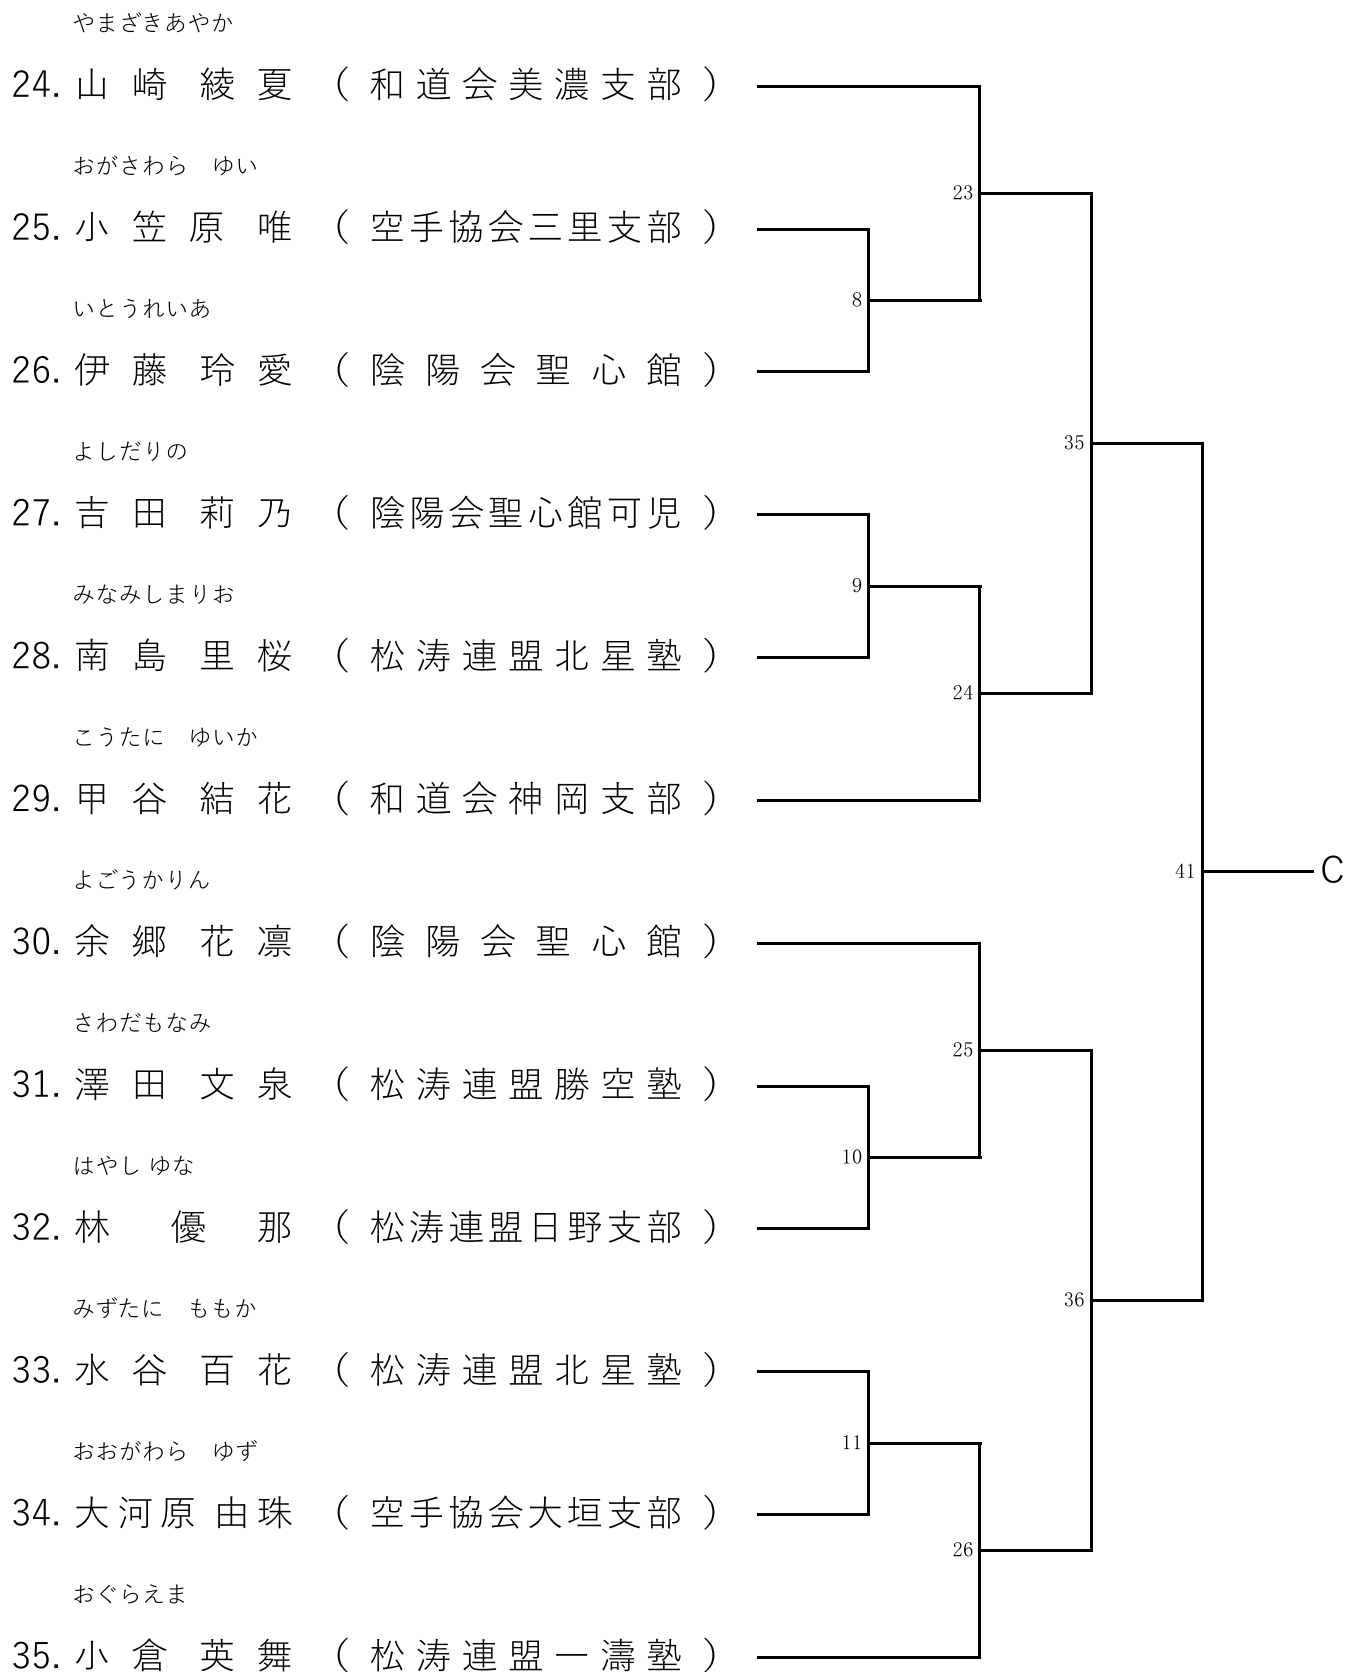 やまざきあやか
24. 山崎 綾夏 （和道会美濃支部）
おがさわら ゆい
23
25. 小笠原 唯 （空手協会三里支部）
8
いとうれいあ
26. 伊藤 玲愛 （陰陽会聖心館）
35
よしだりの
27. 吉田 莉乃 （陰陽会聖心館可児）
9
みなみしまりお
28. 南島 里桜 （松涛連盟北星塾）
24
こうたに ゆいか
29. 甲谷 結花 （和道会神岡支部）
41 C
よごうかりん
30. 余郷 花凛 （陰陽会聖心館）
さわだもなみ
25
31. 澤田 文泉 （松涛連盟勝空塾）
10
はやし ゆな
32. 林 優那 （松涛連盟日野支部）
36
みずたに ももか
33. 水谷 百花 （松涛連盟北星塾）
11
おおがわら ゆず
34. 大河原 由珠 （空手協会大垣支部）
26
おぐらえま
35. 小倉 英舞 （松涛連盟一濤塾）